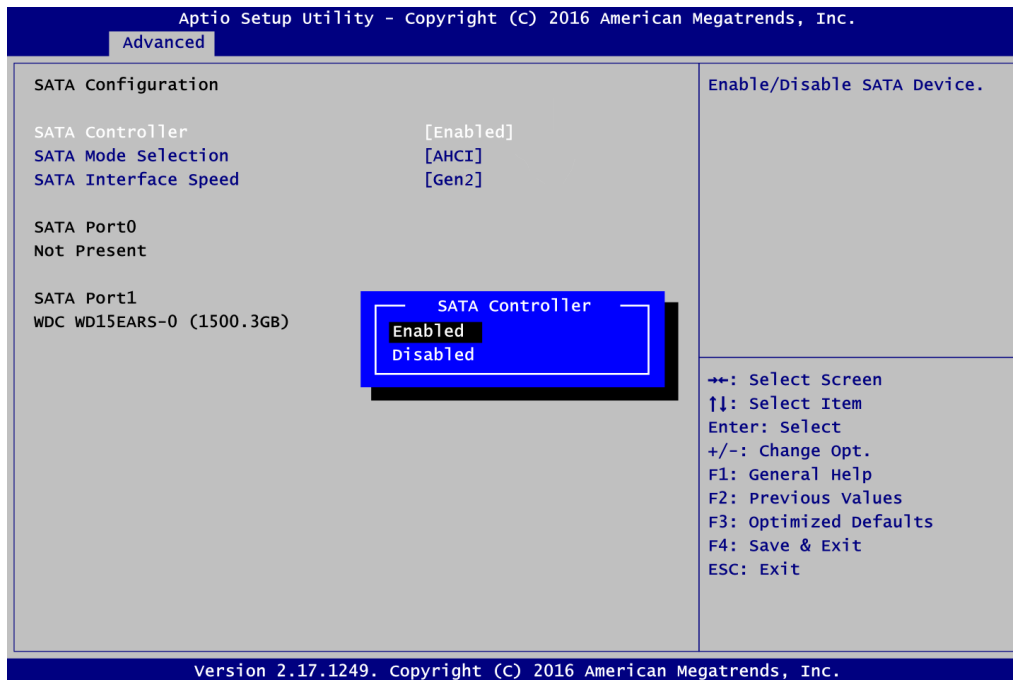 Aptio Setup Utility - Copyright (C) 2016 American Megatrends, Inc.
Advanced
SATA Configuration
SATA Controller [Enabled]
SATA Mode Selection [AHCI]
SATA Interface Speed [Gen2]
SATA Port0
Not Present
SATA Port1
WDC WD15EARS-0 (1500.3GB)
SATA Controller
Enabled
Disabled
Enable/Disable SATA Device.
→←: Select Screen
↑↓: Select Item
Enter: Select
+/-: Change Opt.
F1: General Help
F2: Previous Values
F3: Optimized Defaults
F4: Save & Exit
ESC: Exit
Version 2.17.1249. Copyright (C) 2016 American Megatrends, Inc.